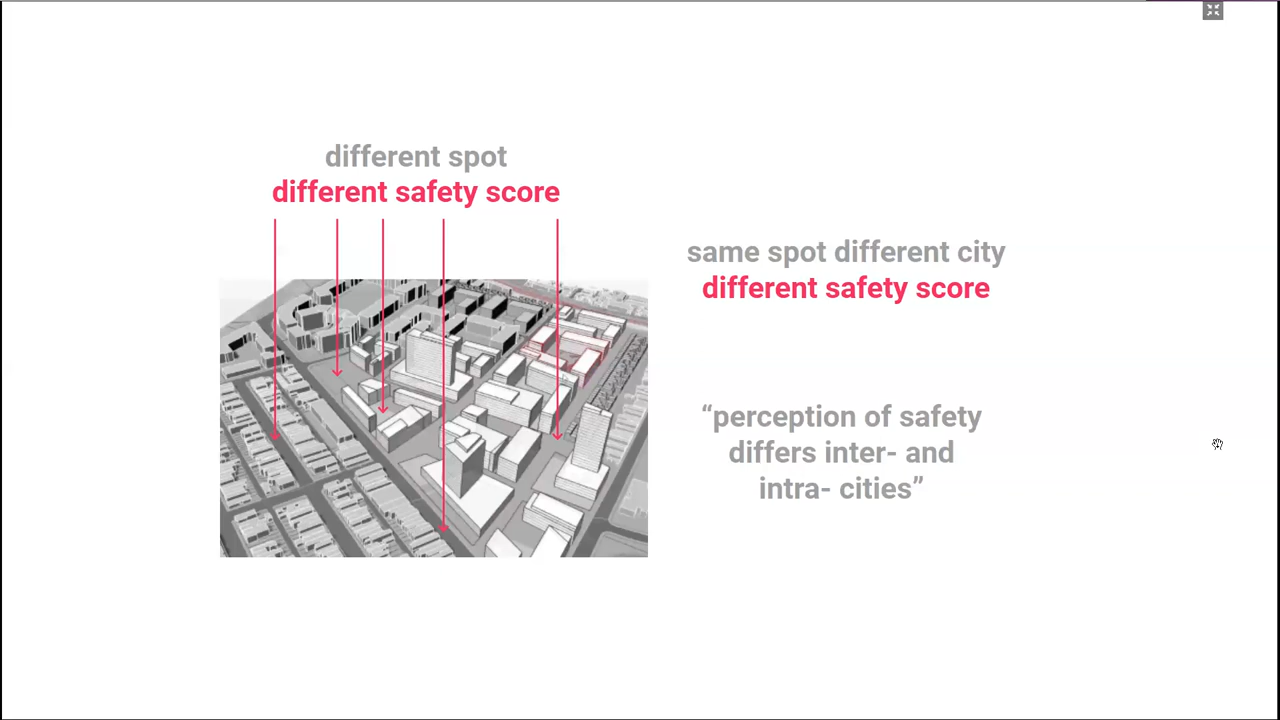 different spot
different safety score
same spot different city
different safety score
“perception of safety
differs inter- and
intra- cities”